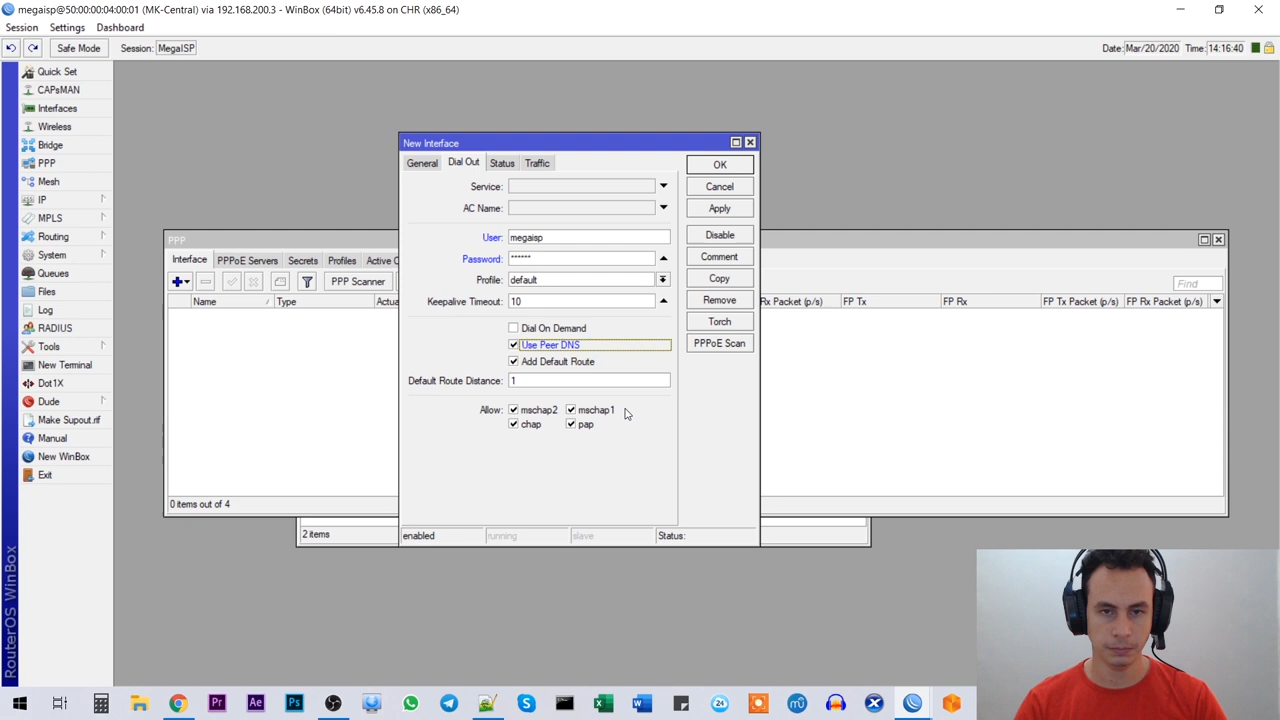 megaisp@50:00:00:04:00:01 (MK-Central) via 192.168.200.3 - WinBox (64bit) v6.45.8 on CHR (x86_64)
Session Settings Dashboard
Safe Mode Session: MegaISP Date: Mar/20/2020 Time: 14:16:40
Quick Set
CAPsMAN
Interfaces
Wireless
Bridge
PPP
Mesh
IP
MPLS
Routing
System
Queues
Files
Log
RADIUS
Tools
New Terminal
Dot1X
Dude
Make Supout.rif
Manual
New WinBox
Exit
RouterOS WinBox
PPP
Interface PPPoE Servers Secrets Profiles Active C
PPP Scanner Find
Name Type Actua Rx Packet (p/s) FP Tx FP Rx FP Tx Packet (p/s) FP Rx Packet (p/s)
0 items out of 4
2 items
New Interface
General Dial Out Status Traffic
Service:
AC Name:
User: megaisp
Password: ******
Profile: default
Keepalive Timeout: 10
Dial On Demand
Use Peer DNS
Add Default Route
Default Route Distance: 1
Allow: mschap2 mschap1
chap pap
OK
Cancel
Apply
Disable
Comment
Copy
Remove
Torch
PPPoE Scan
enabled running slave Status:
Pr Ae Ps 24